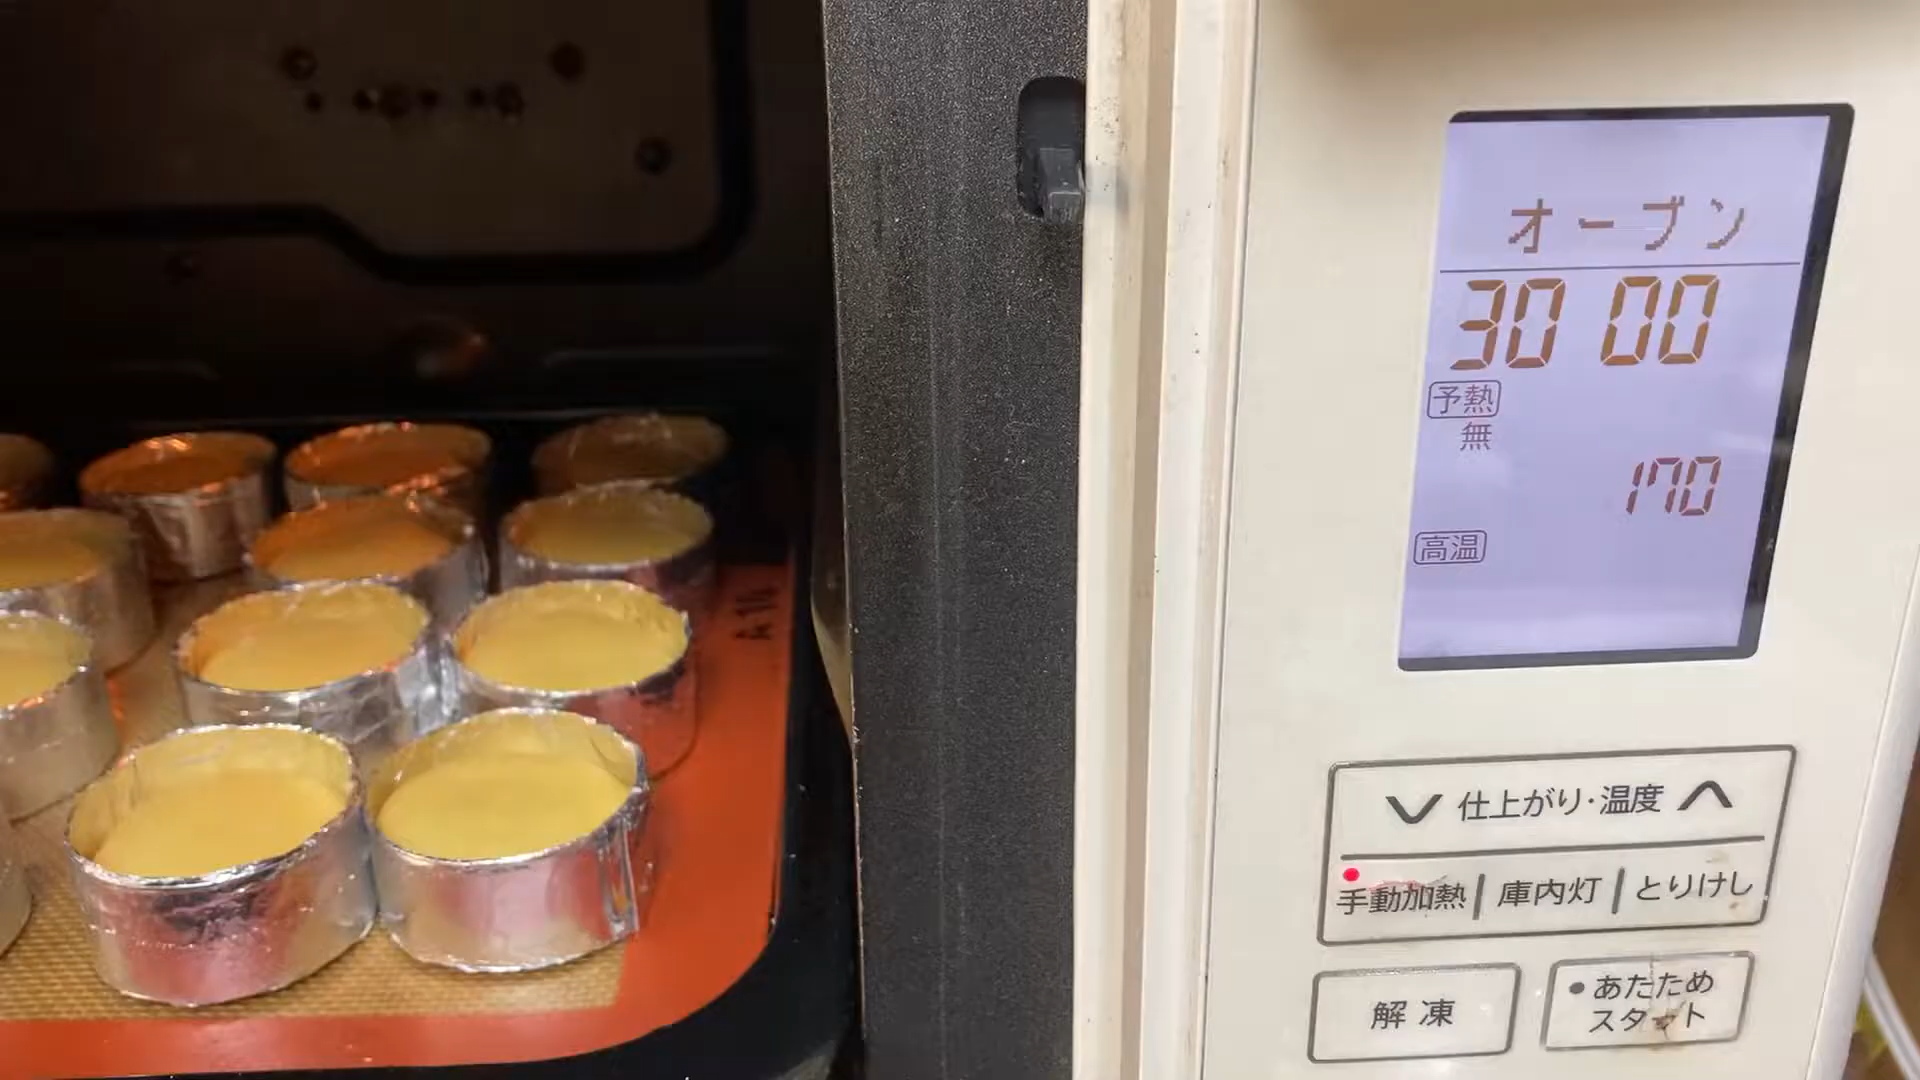 オーブン
30 00
予熱
無
170
高温
仕上がり・温度
手動加熱 | 庫内灯 | とりけし
解凍
あたため
スタート